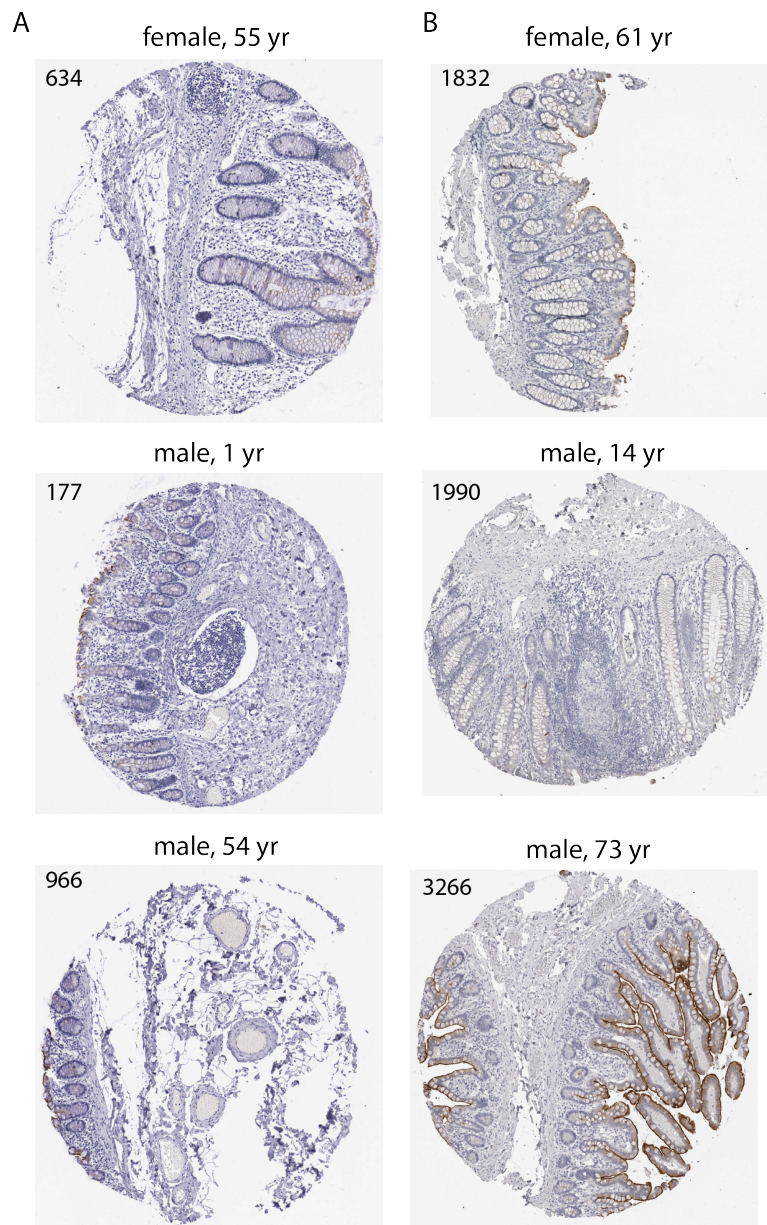 A
female, 55 yr
634
male, 1 yr
177
male, 54 yr
966
B
female, 61 yr
1832
male, 14 yr
1990
male, 73 yr
3266